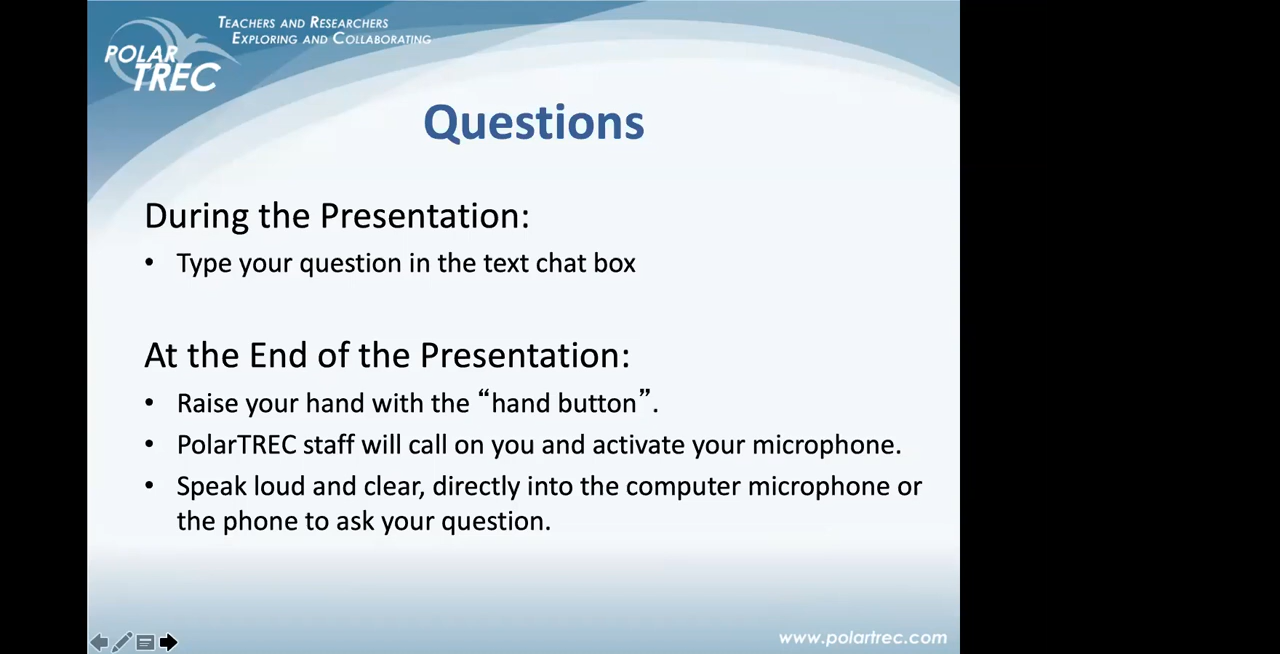 TEACHERS AND RESEARCHERS
EXPLORING AND COLLABORATING
POLAR
TREC
Questions
During the Presentation:
• Type your question in the text chat box
At the End of the Presentation:
• Raise your hand with the “hand button”.
• PolarTREC staff will call on you and activate your microphone.
• Speak loud and clear, directly into the computer microphone or
the phone to ask your question.
www.polartrec.com